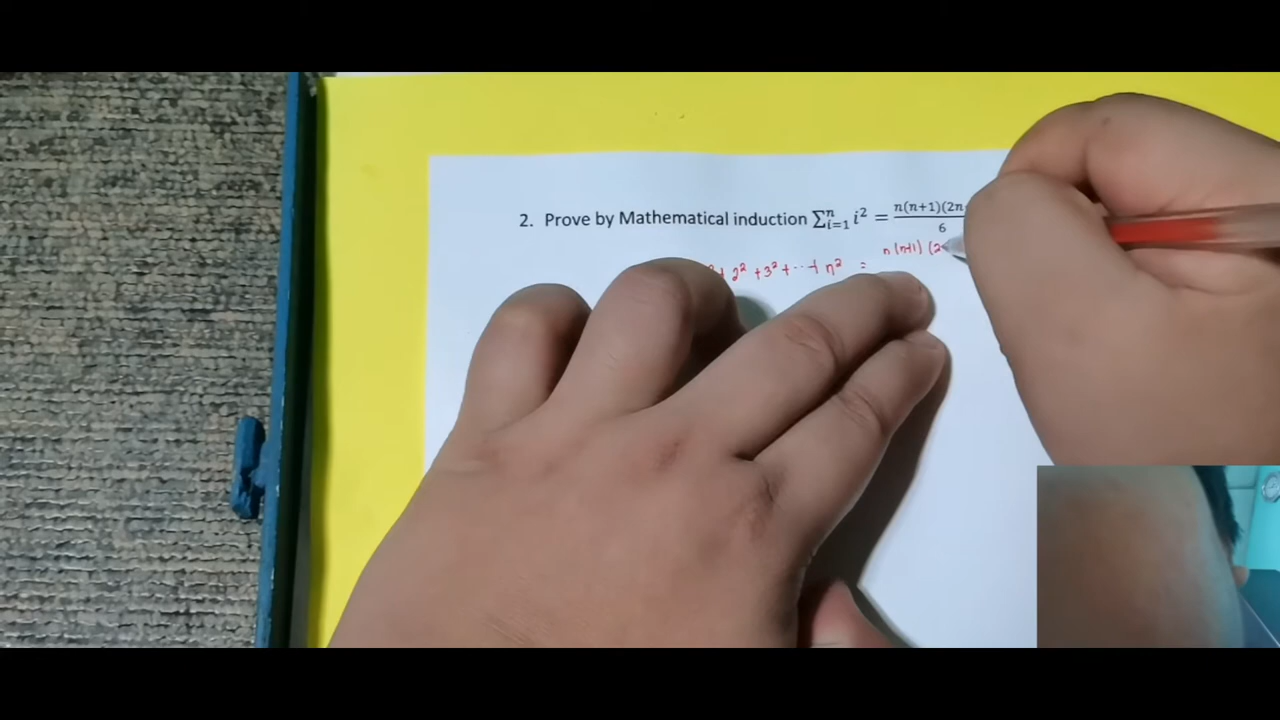 2. Prove by Mathematical induction ∑ⁿᵢ₌₁ i² = n(n+1)(2n / 6
2² + 3² + ... + n² = n(n+1)(2